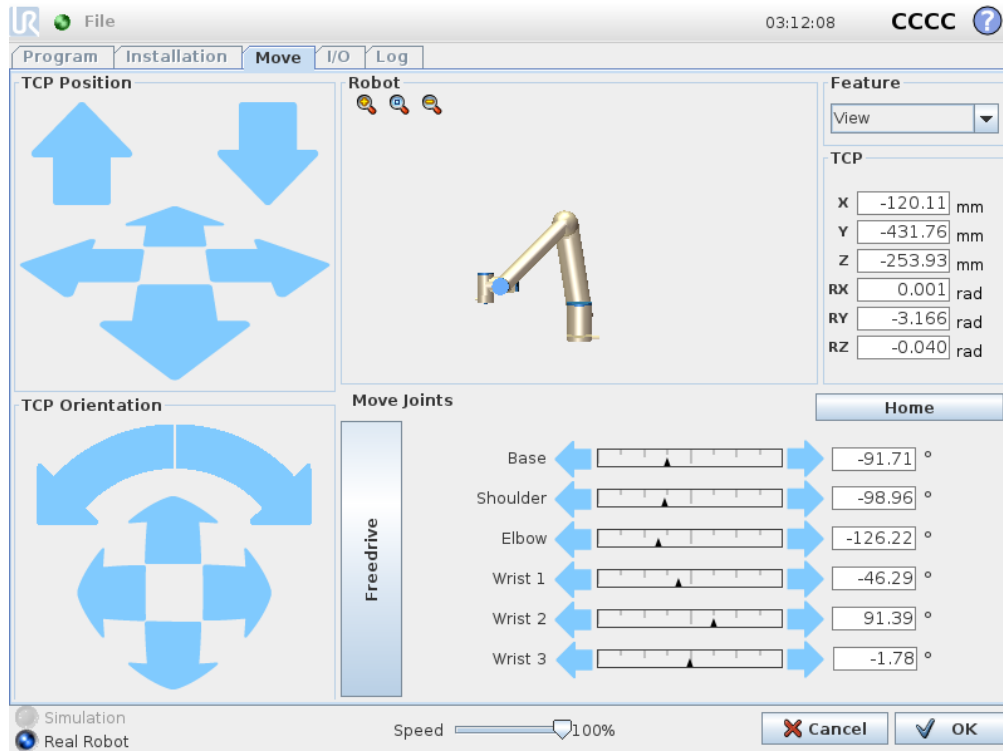 UR File 03:12:08 CCCC ?
Program Installation Move I/O Log
TCP Position
Robot
Feature
View
TCP
X -120.11 mm
Y -431.76 mm
Z -253.93 mm
RX 0.001 rad
RY -3.166 rad
RZ -0.040 rad
TCP Orientation
Move Joints
Home
Freedrive
Base -91.71 °
Shoulder -98.96 °
Elbow -126.22 °
Wrist 1 -46.29 °
Wrist 2 91.39 °
Wrist 3 -1.78 °
Simulation
Real Robot
Speed 100%
Cancel
OK